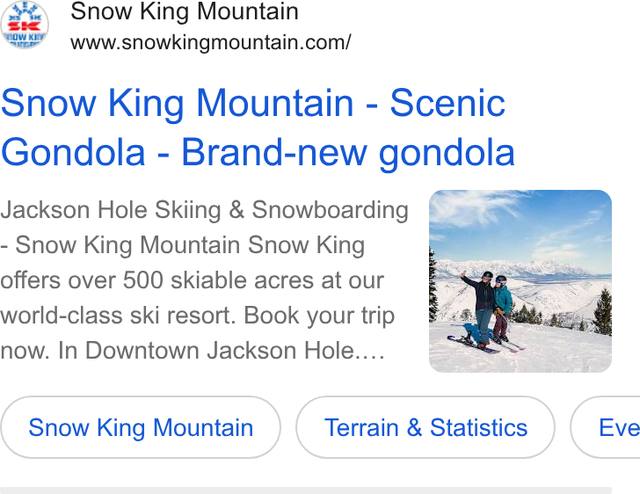 Snow King Mountain
www.snowkingmountain.com/
Snow King Mountain - Scenic
Gondola - Brand-new gondola
Jackson Hole Skiing & Snowboarding
- Snow King Mountain Snow King
offers over 500 skiable acres at our
world-class ski resort. Book your trip
now. In Downtown Jackson Hole.…
Snow King Mountain
Terrain & Statistics
Eve